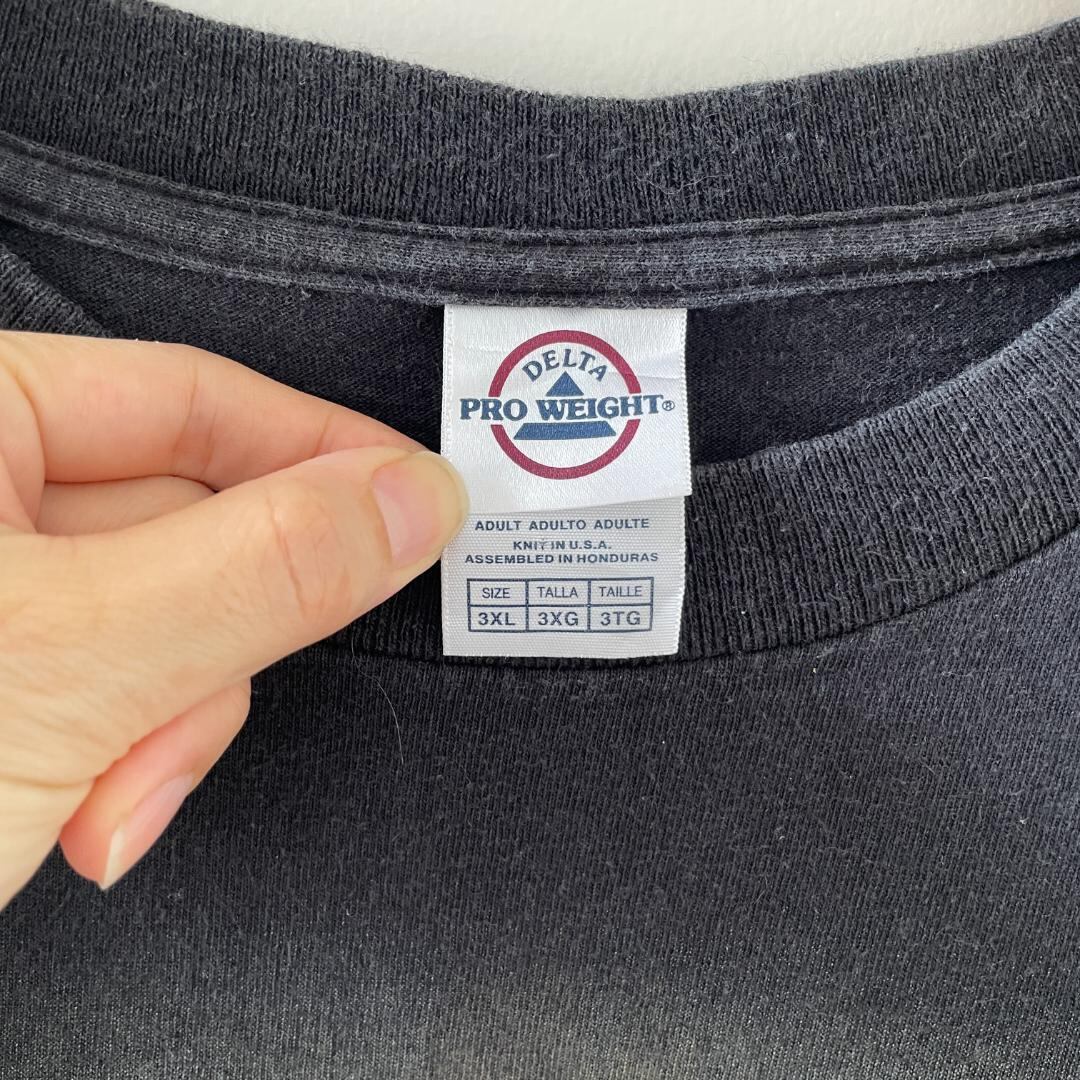 DELTA
PRO WEIGHT®
ADULT ADULTO ADULTE
KNIT IN U.S.A.
ASSEMBLED IN HONDURAS
SIZE TALLA TAILLE
3XL 3XG 3TG